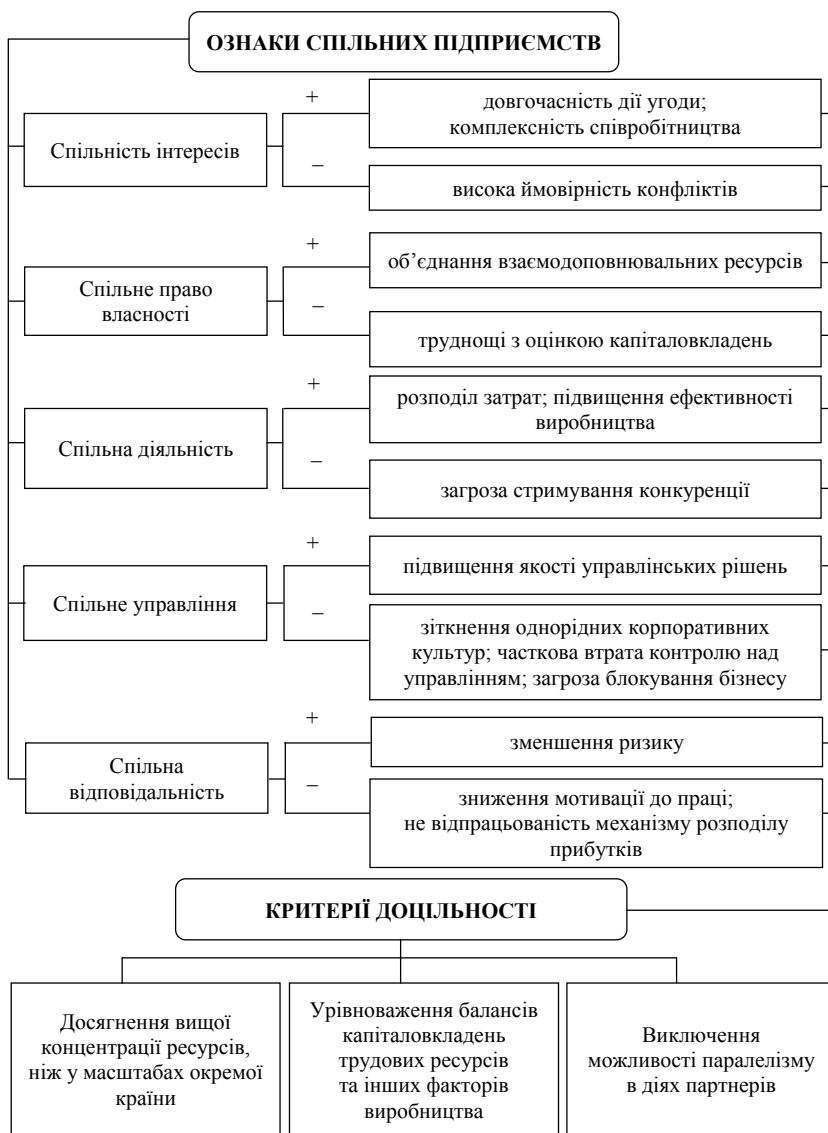 ОЗНАКИ СПІЛЬНИХ ПІДПРИЄМСТВ
Спільність інтересів
+
довгочасність дії угоди;
комплексність співробітництва
–
висока ймовірність конфліктів
Спільне право
власності
+
об’єднання взаємодоповнювальних ресурсів
–
труднощі з оцінкою капіталовкладень
Спільна діяльність
+
розподіл затрат; підвищення ефективності
виробництва
–
загроза стримування конкуренції
Спільне управління
+
підвищення якості управлінських рішень
–
зіткнення однорідних корпоративних
культур; часткова втрата контролю над
управлінням; загроза блокування бізнесу
Спільна
відповідальність
+
зменшення ризику
–
зниження мотивації до праці;
не відпрацьованість механізму розподілу
прибутків
КРИТЕРІЇ ДОЦІЛЬНОСТІ
Досягнення вищої
концентрації ресурсів,
ніж у масштабах окремої
країни
Урівноваження балансів
капіталовкладень
трудових ресурсів
та інших факторів
виробництва
Виключення
можливості паралелізму
в діях партнерів